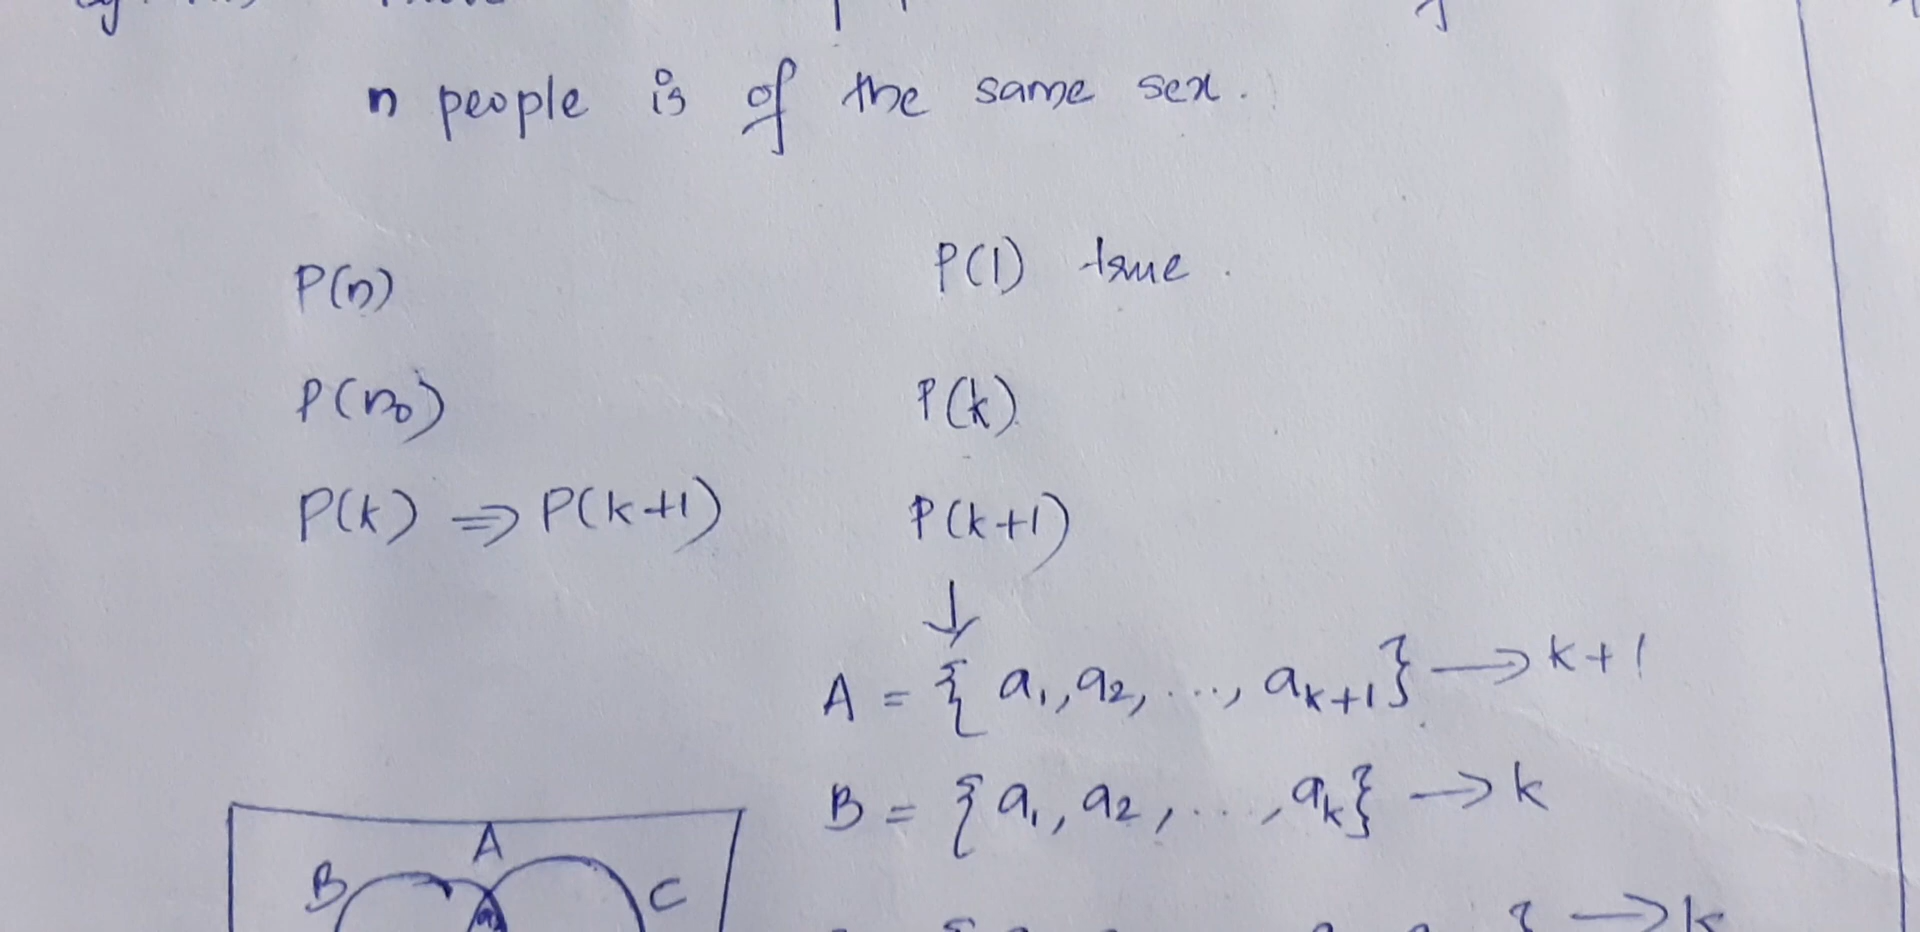 n people is of the same sex.
P(n) P(1) true.
P(n₀) P(k)
P(k) ⇒ P(k+1) P(k+1)
↓
A = { a₁, a₂, ..., aₖ₊₁} → k+1
B = { a₁, a₂, ..., aₖ} → k
A
B C
→ k